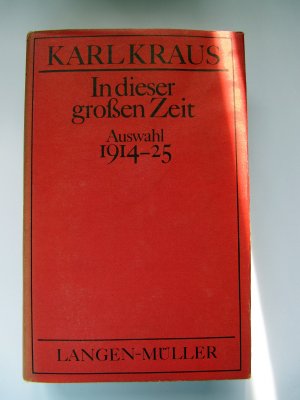 KARL KRAUS
In dieser
großen Zeit
Auswahl
1914–25
LANGEN-MÜLLER